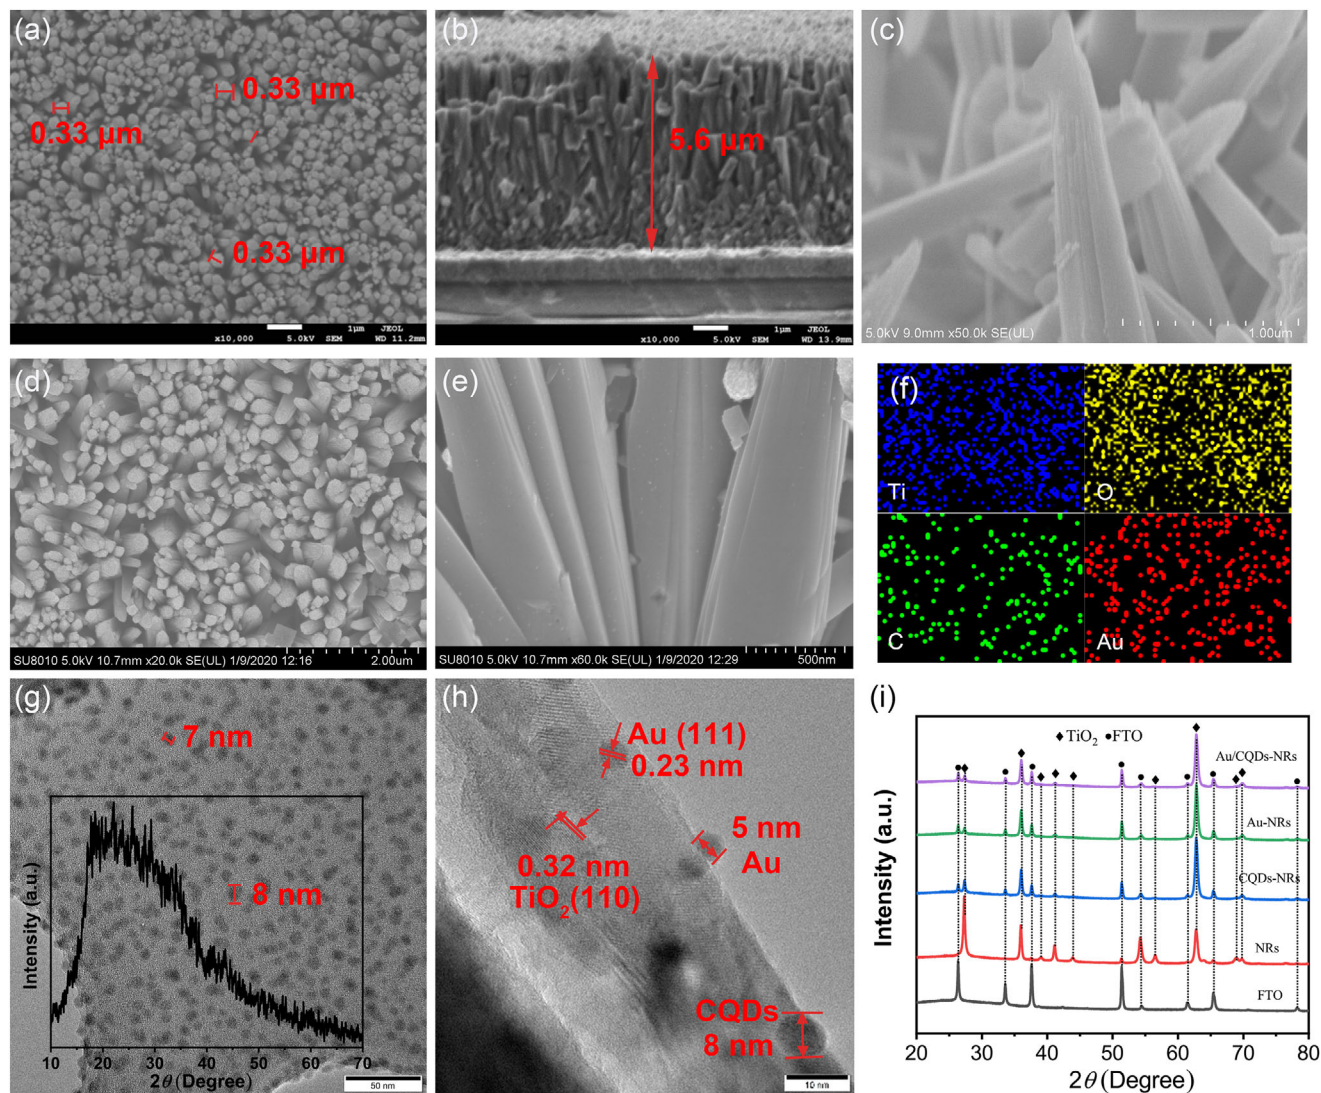 (a)
0.33 μm
0.33 μm
0.33 μm
1μm JEOL
x10,000 5.0kV SEM WD 11.2mm
(b)
5.6 μm
1μm JEOL
x10,000 5.0kV SEM WD 13.9mm
(c)
5.0kV 9.0mm x50.0k SE(UL) 1.00um
(d)
SU8010 5.0kV 10.7mm x20.0k SE(UL) 1/9/2020 12:16 2.00um
(e)
SU8010 5.0kV 10.7mm x60.0k SE(UL) 1/9/2020 12:29 500nm
(f)
Ti
O
C
Au
(g)
7 nm
8 nm
Intensity (a.u.)
10 20 30 40 50 60 70
2θ (Degree)
50 nm
(h)
Au (111)
0.23 nm
5 nm
Au
0.32 nm
TiO₂(110)
CQDs
8 nm
10 nm
(i)
TiO₂ FTO
Au/CQDs-NRs
Au-NRs
CQDs-NRs
NRs
FTO
Intensity (a.u.)
20 30 40 50 60 70 80
2θ (Degree)